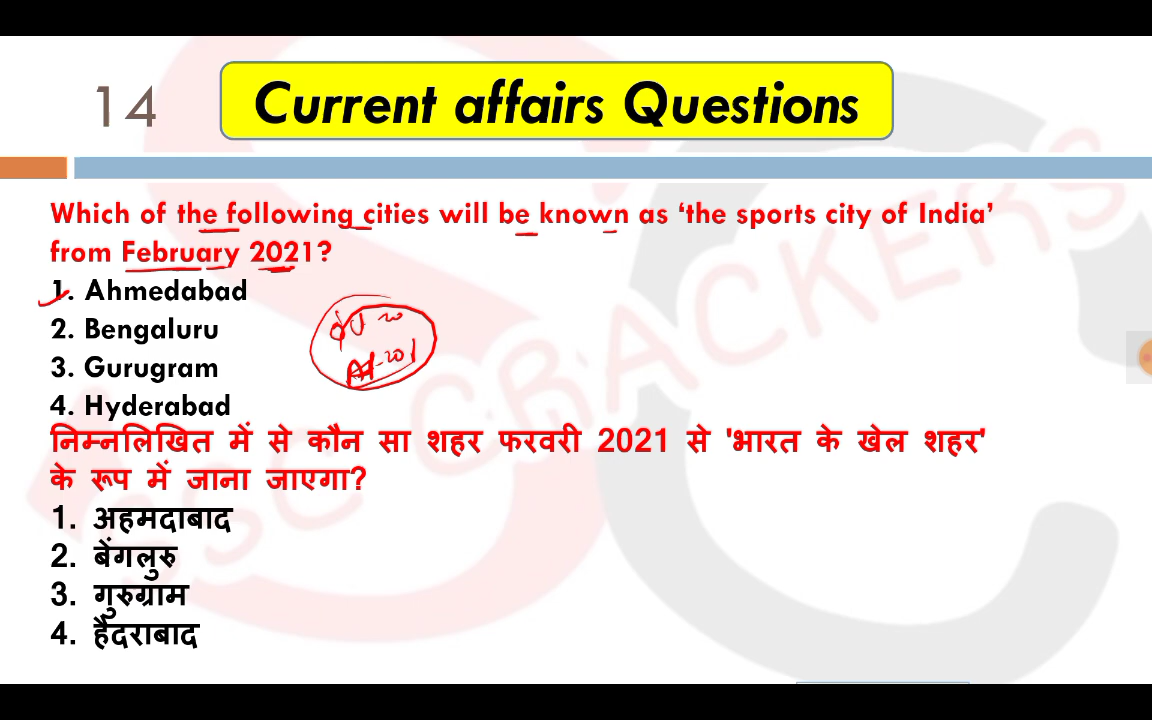 14
Current affairs Questions
Which of the following cities will be known as ‘the sports city of India’
from February 2021?
1. Ahmedabad
2. Bengaluru
3. Gurugram
4. Hyderabad
निम्नलिखित में से कौन सा शहर फरवरी 2021 से 'भारत के खेल शहर'
के रूप में जाना जाएगा?
1. अहमदाबाद
2. बेंगलुरु
3. गुरुग्राम
4. हैदराबाद
SSC CRACKERS